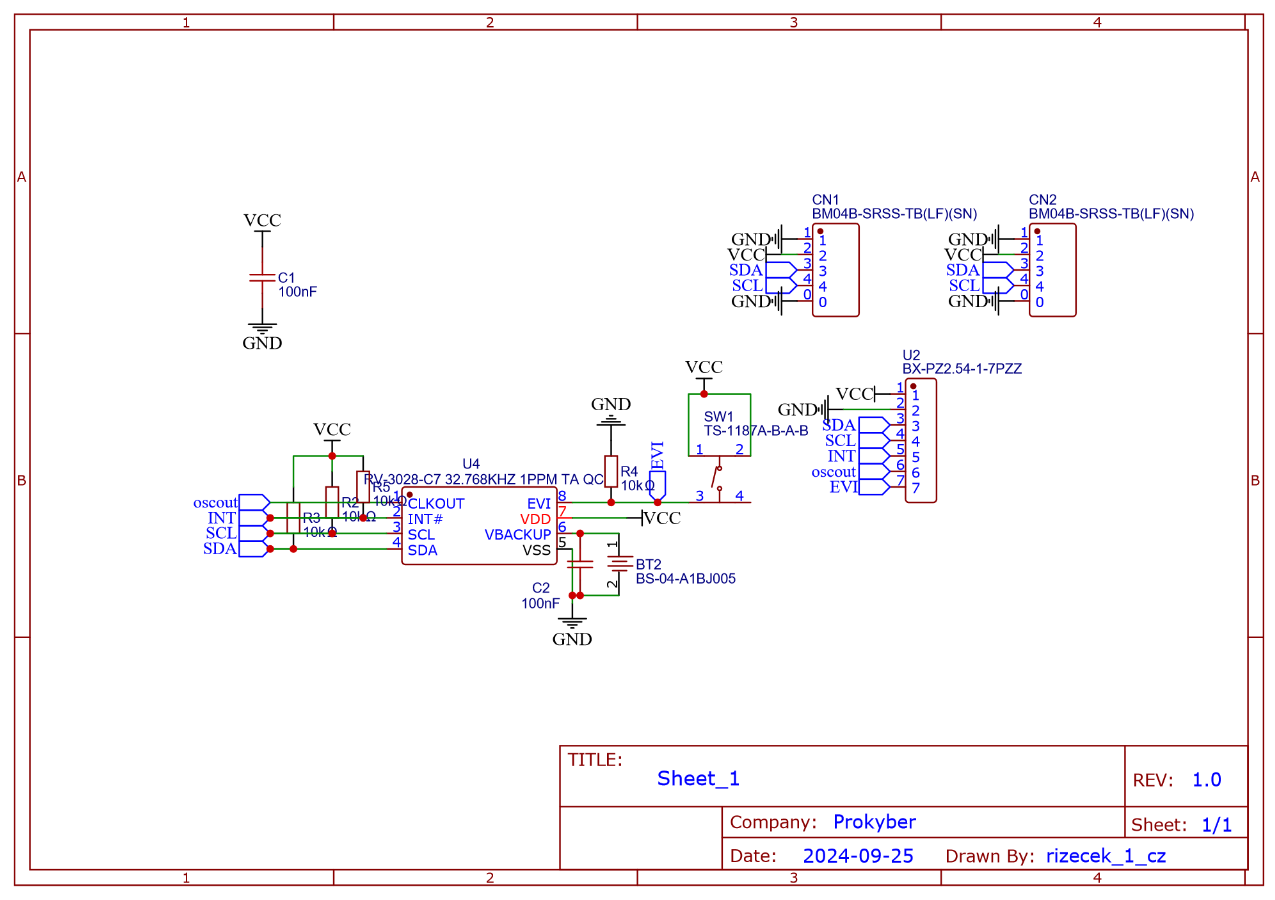 1 2 3 4
A A
B B
VCC
C1
100nF
GND
CN1
BM04B-SRSS-TB(LF)(SN)
GND 1 1
VCC 2 2
SDA 3 3
SCL 4 4
GND 0 0
CN2
BM04B-SRSS-TB(LF)(SN)
GND 1 1
VCC 2 2
SDA 3 3
SCL 4 4
GND 0 0
U2
BX-PZ2.54-1-7PZZ
VCC 1 1
GND 2 2
SDA 3 3
SCL 4 4
INT 5 5
oscout 6 6
EVI 7 7
VCC
SW1
TS-1187A-B-A-B
1 2
3 4
GND
R4
10kΩ
EVI
VCC
R5
10kΩ
R2
10kΩ
R3
10kΩ
oscout
INT
SCL
SDA
U4
RV-3028-C7 32.768KHZ 1PPM TA QC
1 CLKOUT EVI 8
2 INT# VDD 7
3 SCL VBACKUP 6
4 SDA VSS 5
VCC
C2
100nF
1
BT2
BS-04-A1BJ005
2
GND
TITLE:
Sheet_1
REV: 1.0
Company: Prokyber
Sheet: 1/1
Date: 2024-09-25 Drawn By: rizecek_1_cz
1 2 3 4